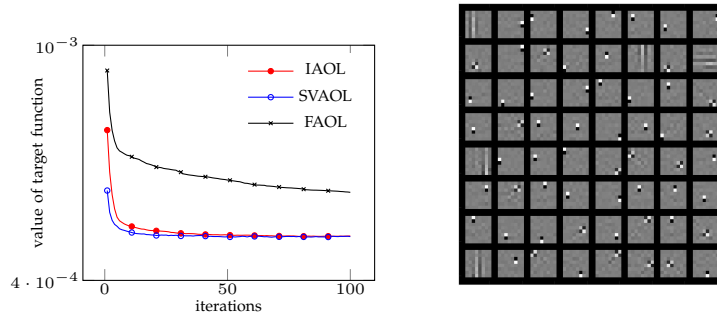 10^{-3}
value of target function
IAOL
SVAOL
FAOL
4 · 10^{-4}
0
50
100
iterations